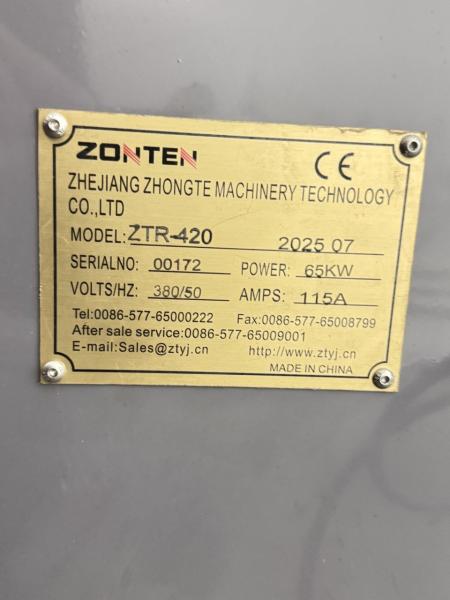 ZONTEN CE
ZHEJIANG ZHONGTE MACHINERY TECHNOLOGY
CO.,LTD
MODEL: ZTR-420 2025 07
SERIALNO: 00172 POWER: 65KW
VOLTS/HZ: 380/50 AMPS: 115A
Tel:0086-577-65000222 Fax:0086-577-65008799
After sale service:0086-577-65009001
E-mail:Sales@ztyj.cn http://www.ztyj.cn
MADE IN CHINA